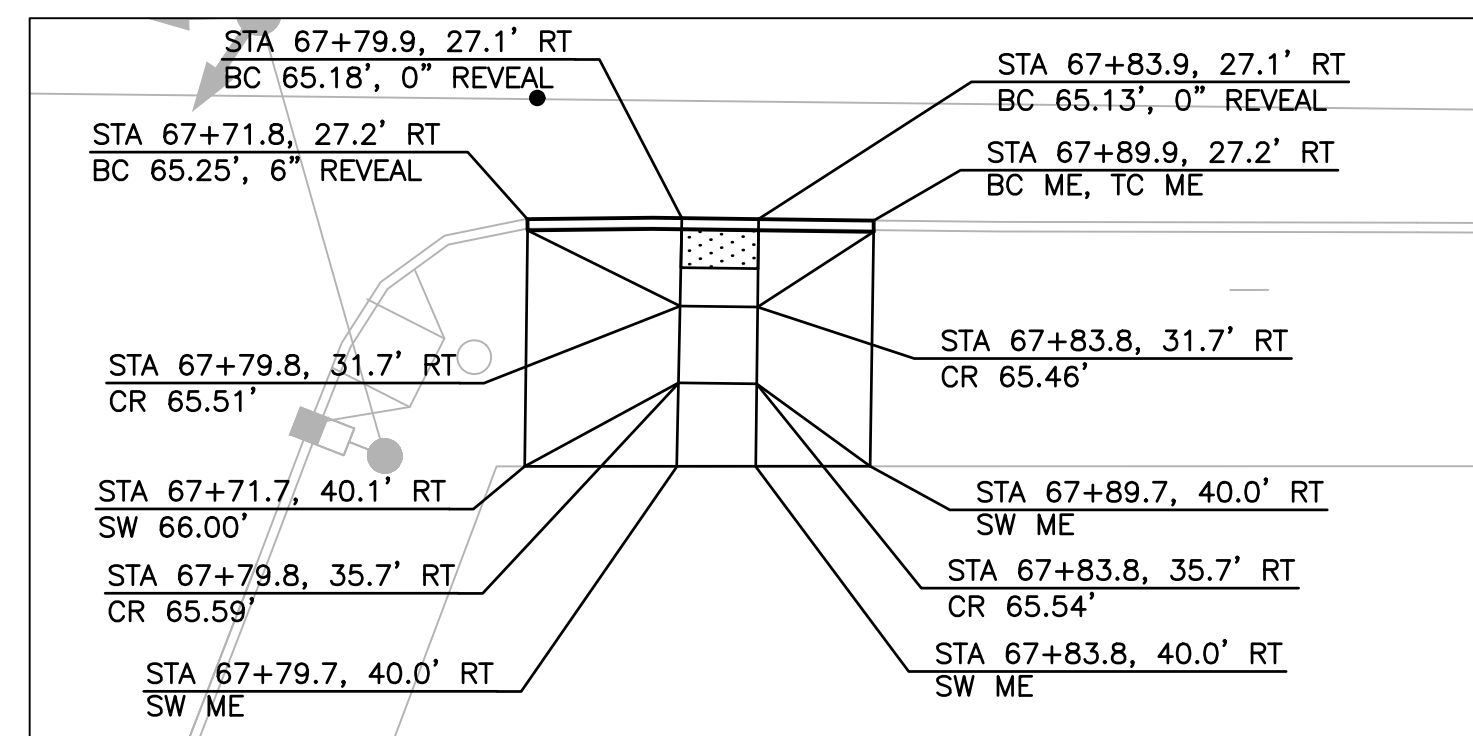 STA 67+79.9, 27.1' RT
BC 65.18', 0" REVEAL
STA 67+83.9, 27.1' RT
BC 65.13', 0" REVEAL
STA 67+71.8, 27.2' RT
BC 65.25', 6" REVEAL
STA 67+89.9, 27.2' RT
BC ME, TC ME
STA 67+79.8, 31.7' RT
CR 65.51'
STA 67+83.8, 31.7' RT
CR 65.46'
STA 67+71.7, 40.1' RT
SW 66.00'
STA 67+89.7, 40.0' RT
SW ME
STA 67+79.8, 35.7' RT
CR 65.59'
STA 67+83.8, 35.7' RT
CR 65.54'
STA 67+79.7, 40.0' RT
SW ME
STA 67+83.8, 40.0' RT
SW ME